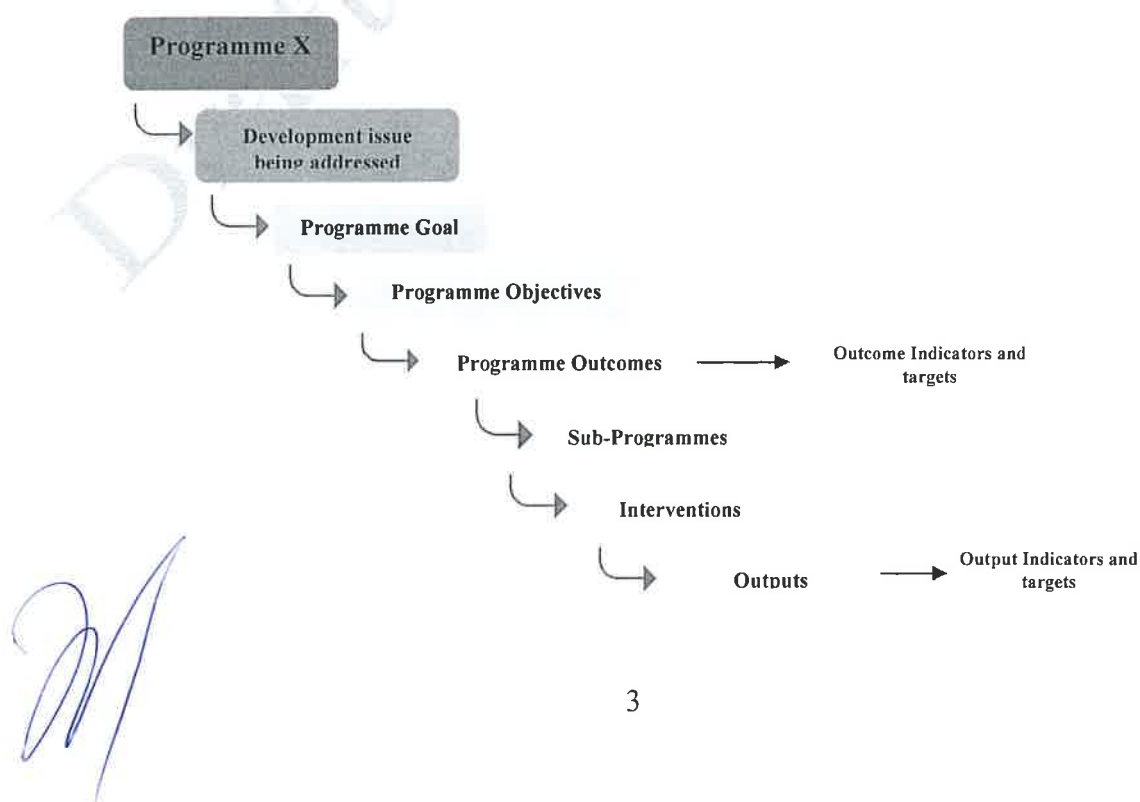 Programme X
Development issue
being addressed
Programme Goal
Programme Objectives
Programme Outcomes
Outcome Indicators and
targets
Sub-Programmes
Interventions
Outputs
Output Indicators and
targets
3